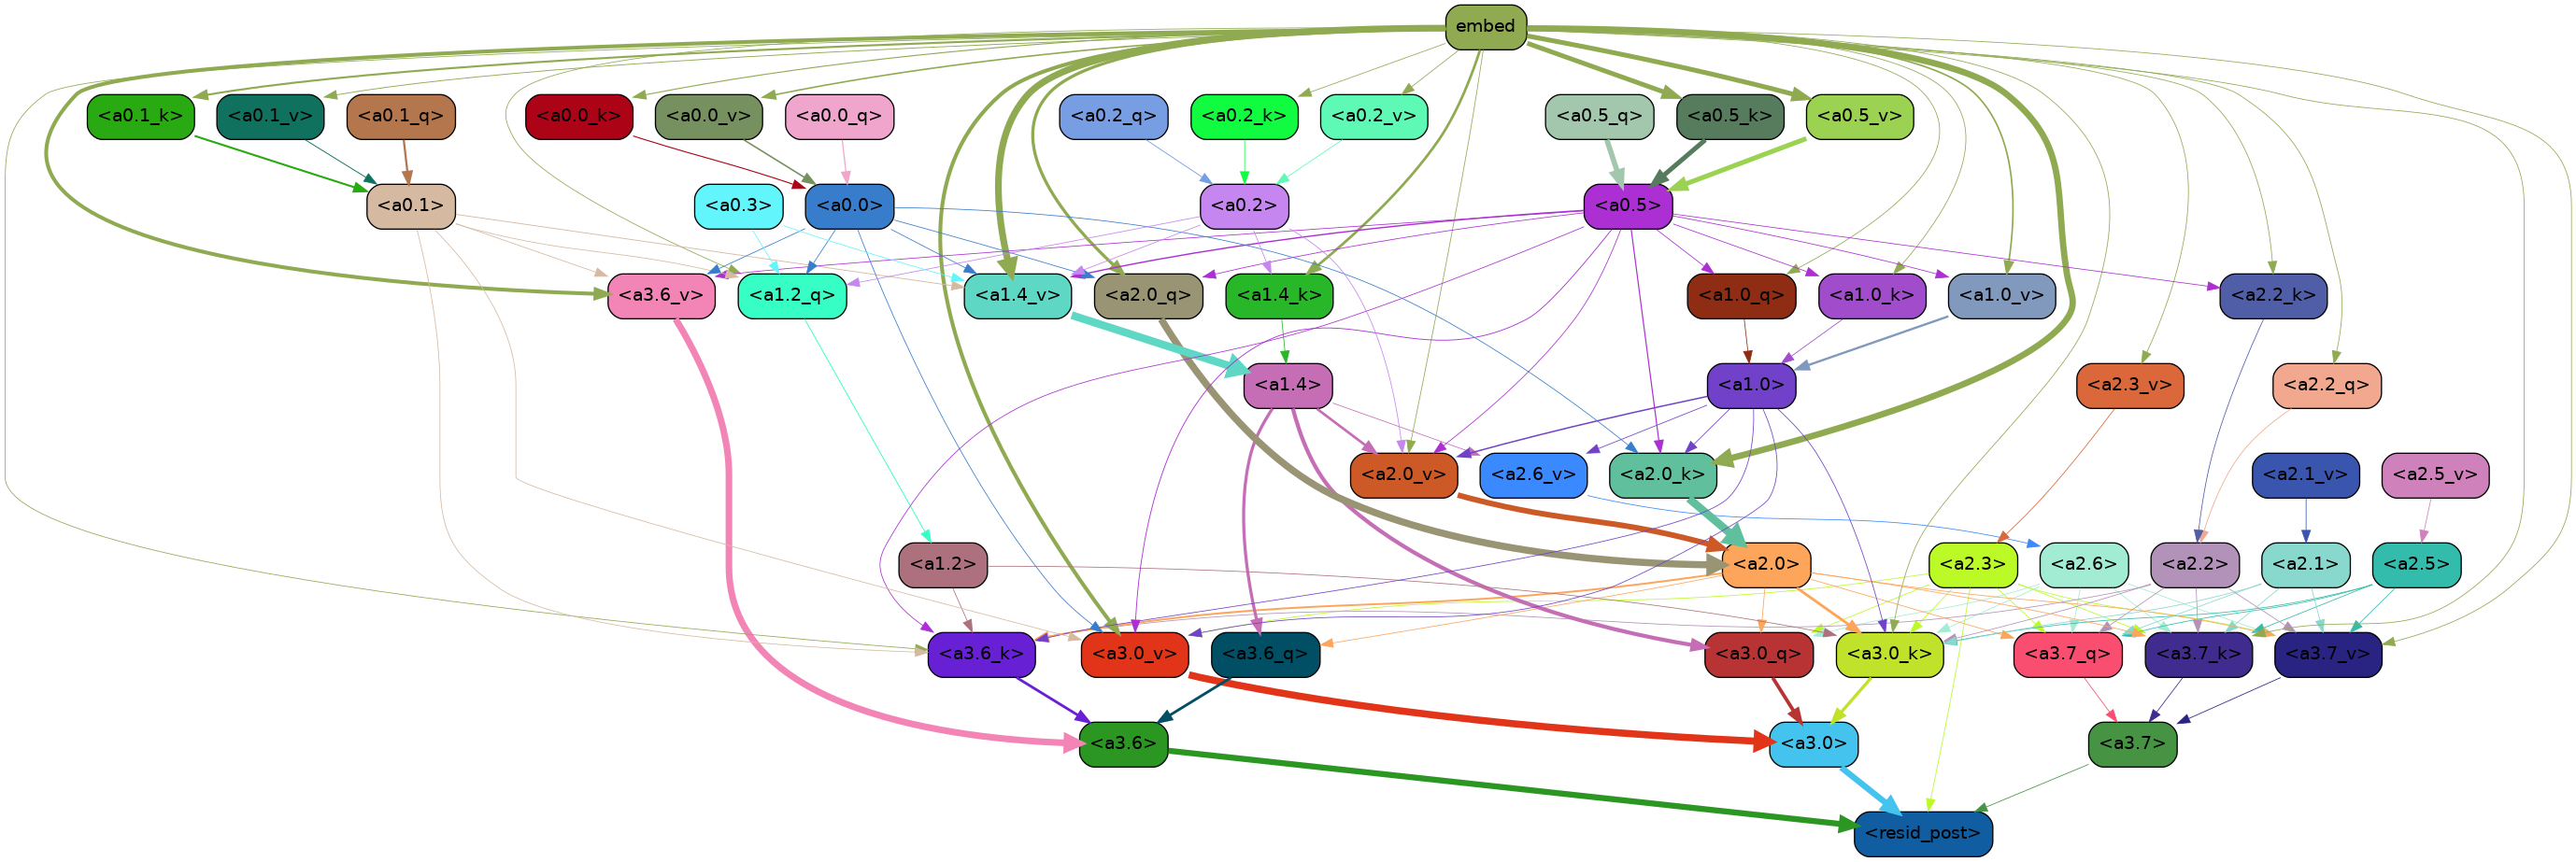 embed
<a0.1_k> <a0.1_v> <a0.1_q> <a0.0_k> <a0.0_v> <a0.0_q> <a0.2_q> <a0.2_k> <a0.2_v> <a0.5_q> <a0.5_k> <a0.5_v>
<a0.1> <a0.3> <a0.0> <a0.2> <a0.5>
<a3.6_v> <a1.2_q> <a1.4_v> <a2.0_q> <a1.4_k> <a1.0_q> <a1.0_k> <a1.0_v> <a2.2_k>
<a1.4> <a1.0> <a2.3_v> <a2.2_q>
<a2.0_v> <a2.6_v> <a2.0_k> <a2.1_v> <a2.5_v>
<a1.2> <a2.0> <a2.3> <a2.6> <a2.2> <a2.1> <a2.5>
<a3.6_k> <a3.0_v> <a3.6_q> <a3.0_q> <a3.0_k> <a3.7_q> <a3.7_k> <a3.7_v>
<a3.6> <a3.0> <a3.7>
<resid_post>